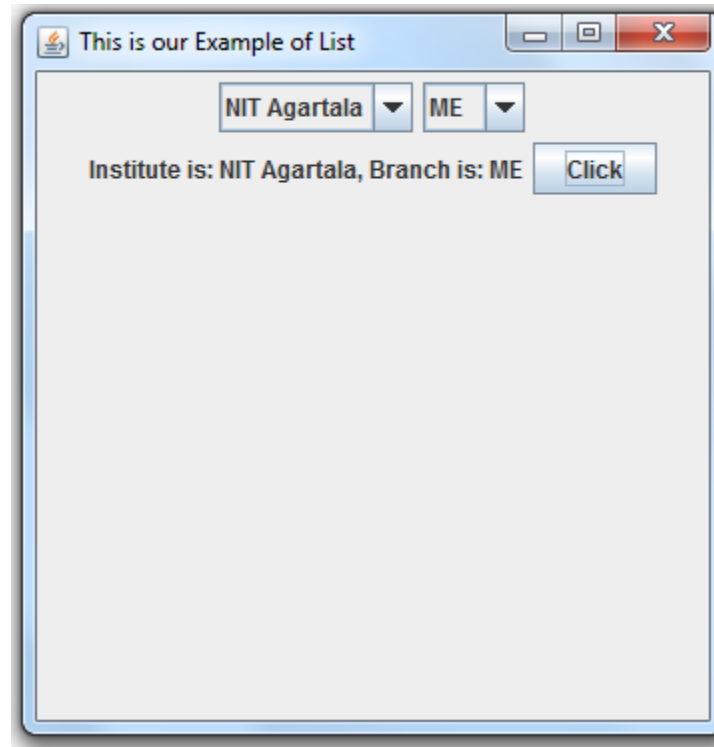 This is our Example of List
NIT Agartala ME
Institute is: NIT Agartala, Branch is: ME Click